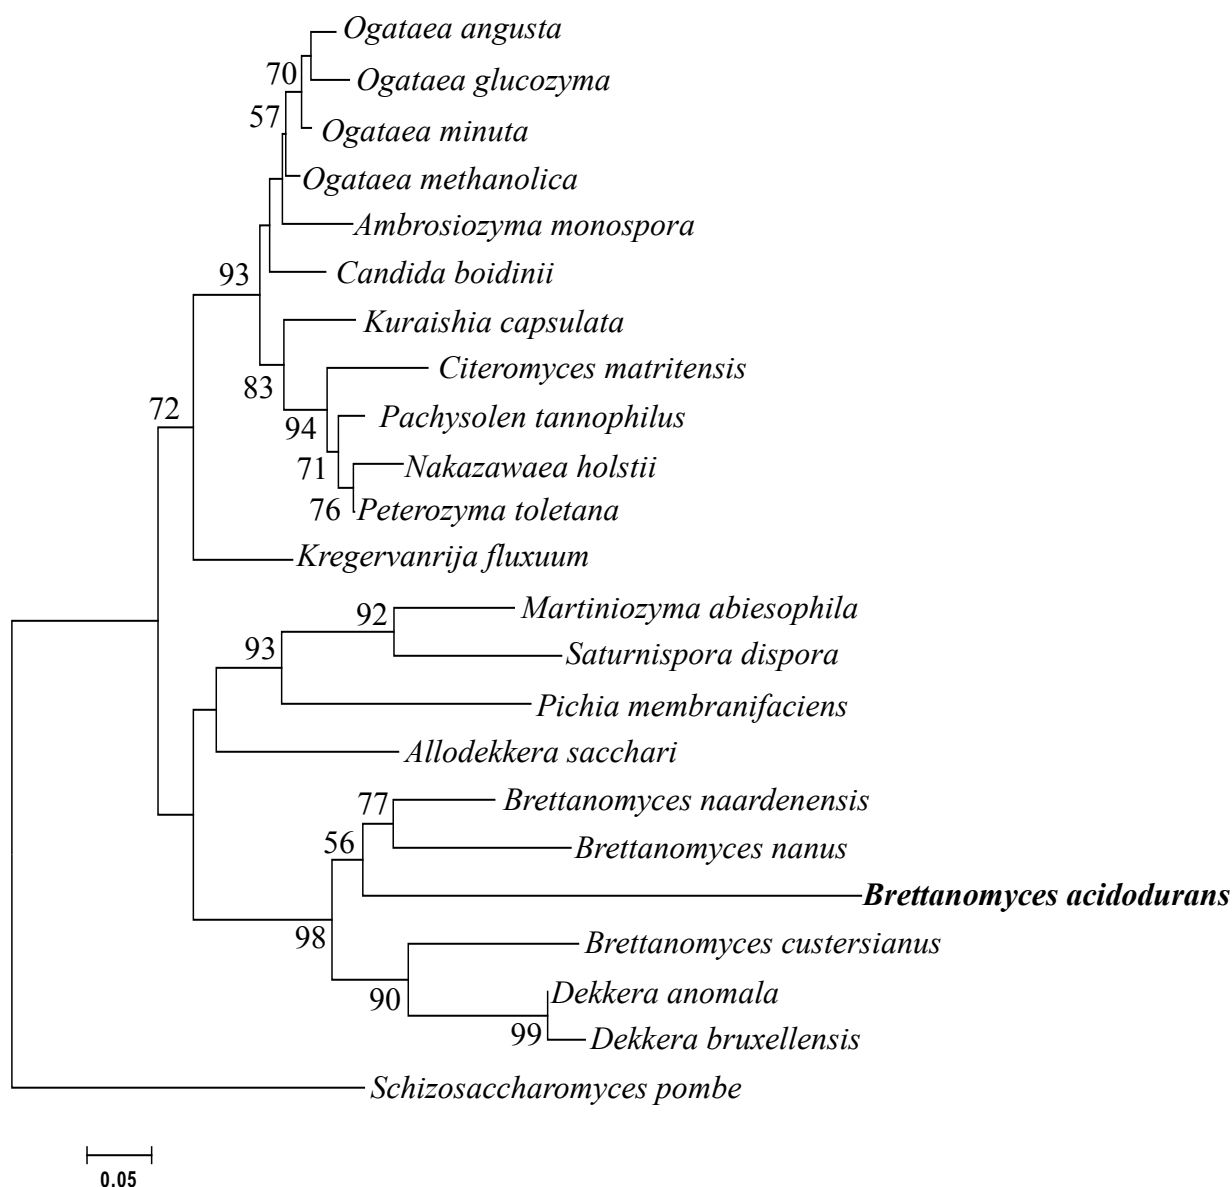 Ogataea angusta
70
Ogataea glucozyma
57
Ogataea minuta
Ogataea methanolica
Ambrosiozyma monospora
93
Candida boidinii
Kuraishia capsulata
83
Citeromyces matritensis
72
Pachysolen tannophilus
94
71
Nakazawaea holstii
76
Peterozyma toletana
Kregervanrija fluxuum
92
Martiniozyma abiesophila
93
Saturnispora dispora
Pichia membranifaciens
Allodekkera sacchari
77
Brettanomyces naardenensis
56
Brettanomyces nanus
Brettanomyces acidodurans
98
Brettanomyces custersianus
90
Dekkera anomala
99
Dekkera bruxellensis
Schizosaccharomyces pombe
0.05